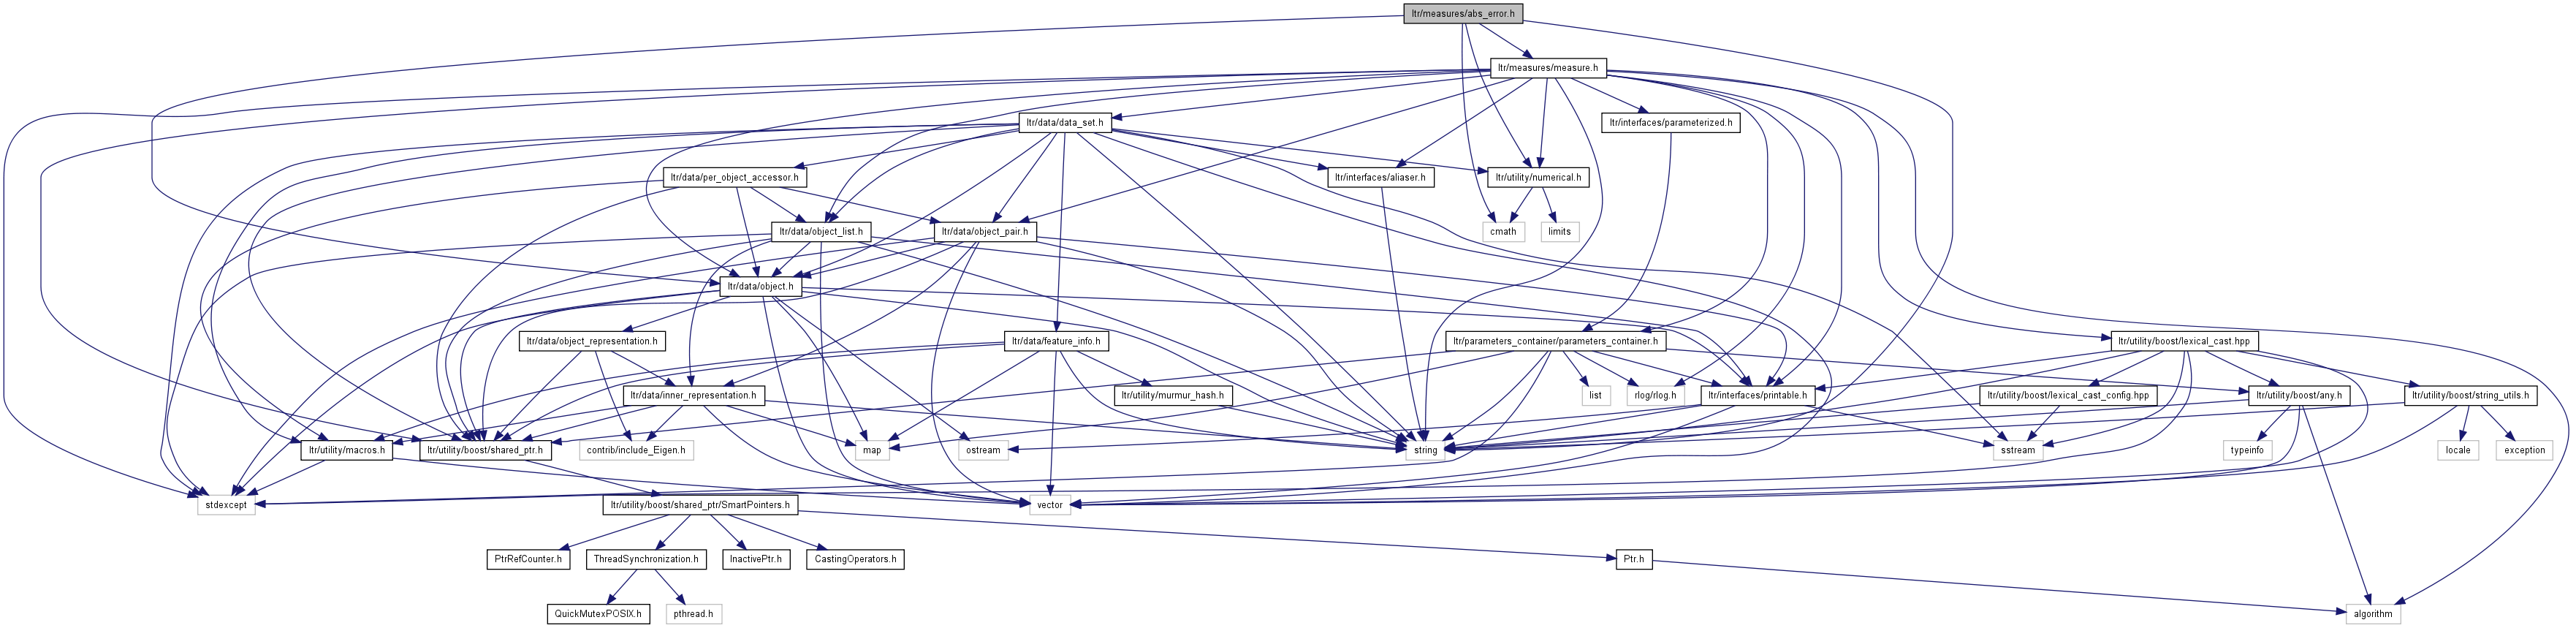 ltr/measures/abs_error.h
ltr/measures/measure.h
ltr/data/data_set.h
ltr/interfaces/parameterized.h
ltr/data/per_object_accessor.h
ltr/interfaces/aliaser.h
ltr/utility/numerical.h
ltr/data/object_list.h
ltr/data/object_pair.h
cmath
limits
ltr/data/object.h
ltr/data/object_representation.h
ltr/data/feature_info.h
ltr/parameters_container/parameters_container.h
ltr/utility/boost/lexical_cast.hpp
ltr/data/inner_representation.h
ltr/utility/murmur_hash.h
list
rlog/rlog.h
ltr/interfaces/printable.h
ltr/utility/boost/lexical_cast_config.hpp
ltr/utility/boost/any.h
ltr/utility/boost/string_utils.h
ltr/utility/macros.h
ltr/utility/boost/shared_ptr.h
contrib/include_Eigen.h
map
ostream
string
sstream
typeinfo
locale
exception
stdexcept
ltr/utility/boost/shared_ptr/SmartPointers.h
vector
PtrRefCounter.h
ThreadSynchronization.h
InactivePtr.h
CastingOperators.h
Ptr.h
QuickMutexPOSIX.h
pthread.h
algorithm